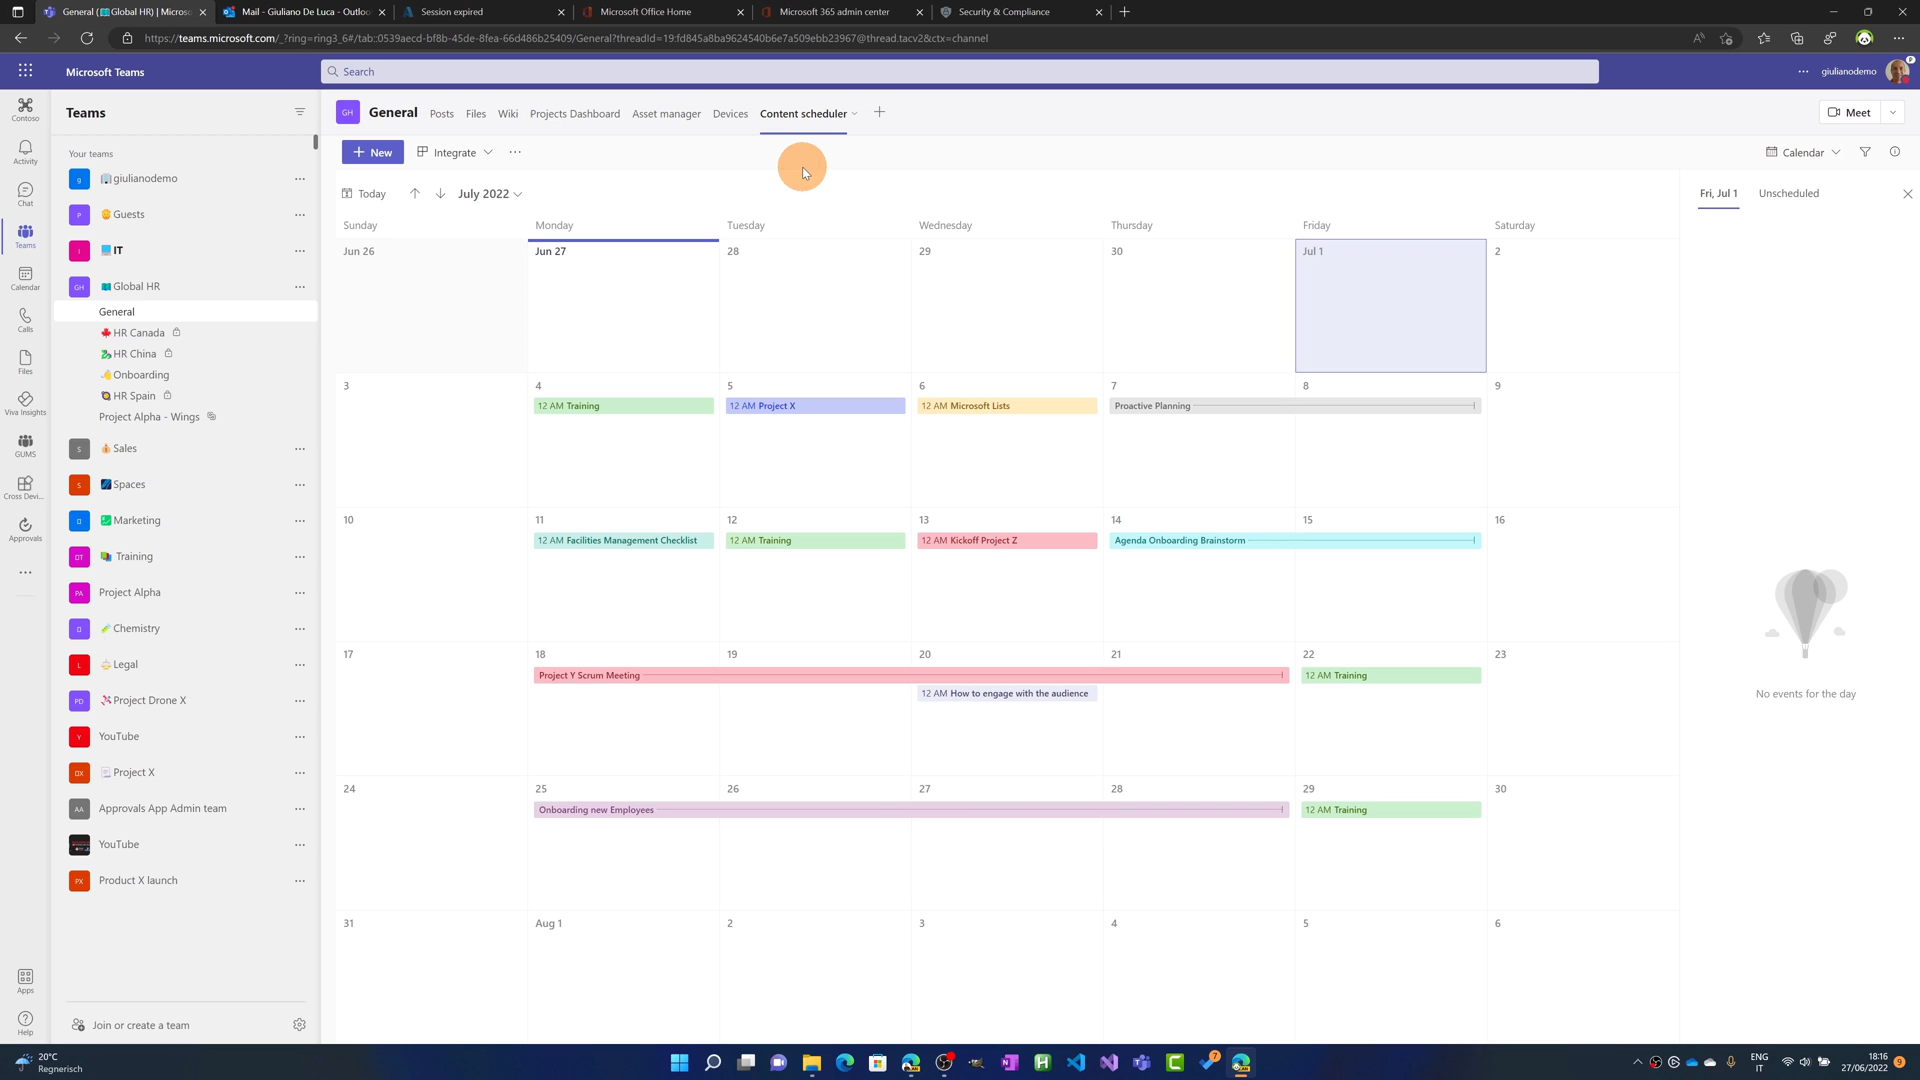 General (Global HR) | Microso
Mail - Giuliano De Luca - Outlo
Session expired
Microsoft Office Home
Microsoft 365 admin center
Security & Compliance
https://teams.microsoft.com/_?ring=ring3_6#/tab::0539aecd-bf8b-45de-8fea-66d486b25409/General?threadId=19:fd845a8ba9624540b6e7a509ebb23967@thread.tacv2&ctx=channel
Microsoft Teams
Search
giulianodemo
P
Contoso
Activity
Chat
Teams
Calendar
Calls
Files
Viva Insights
GUMS
Cross Devi...
Approvals
Apps
Help
Teams
Your teams
g giulianodemo
P Guests
I IT
GH Global HR
General
HR Canada
HR China
Onboarding
HR Spain
Project Alpha - Wings
S Sales
S Spaces
Marketing
Training
PA Project Alpha
Chemistry
L Legal
PD Project Drone X
Y YouTube
Project X
AA Approvals App Admin team
YouTube
PX Product X launch
Join or create a team
GH General Posts Files Wiki Projects Dashboard Asset manager Devices Content scheduler
Meet
+ New Integrate
Calendar
Today July 2022
Fri, Jul 1 Unscheduled
Sunday Monday Tuesday Wednesday Thursday Friday Saturday
Jun 26 Jun 27 28 29 30 Jul 1 2
3 4 5 6 7 8 9
12 AM Training 12 AM Project X 12 AM Microsoft Lists Proactive Planning
10 11 12 13 14 15 16
12 AM Facilities Management Checklist 12 AM Training 12 AM Kickoff Project Z Agenda Onboarding Brainstorm
17 18 19 20 21 22 23
Project Y Scrum Meeting 12 AM Training
12 AM How to engage with the audience
24 25 26 27 28 29 30
Onboarding new Employees 12 AM Training
31 Aug 1 2 3 4 5 6
No events for the day
20°C
Regnerisch
7
ENG
IT
18:16
27/06/2022
9